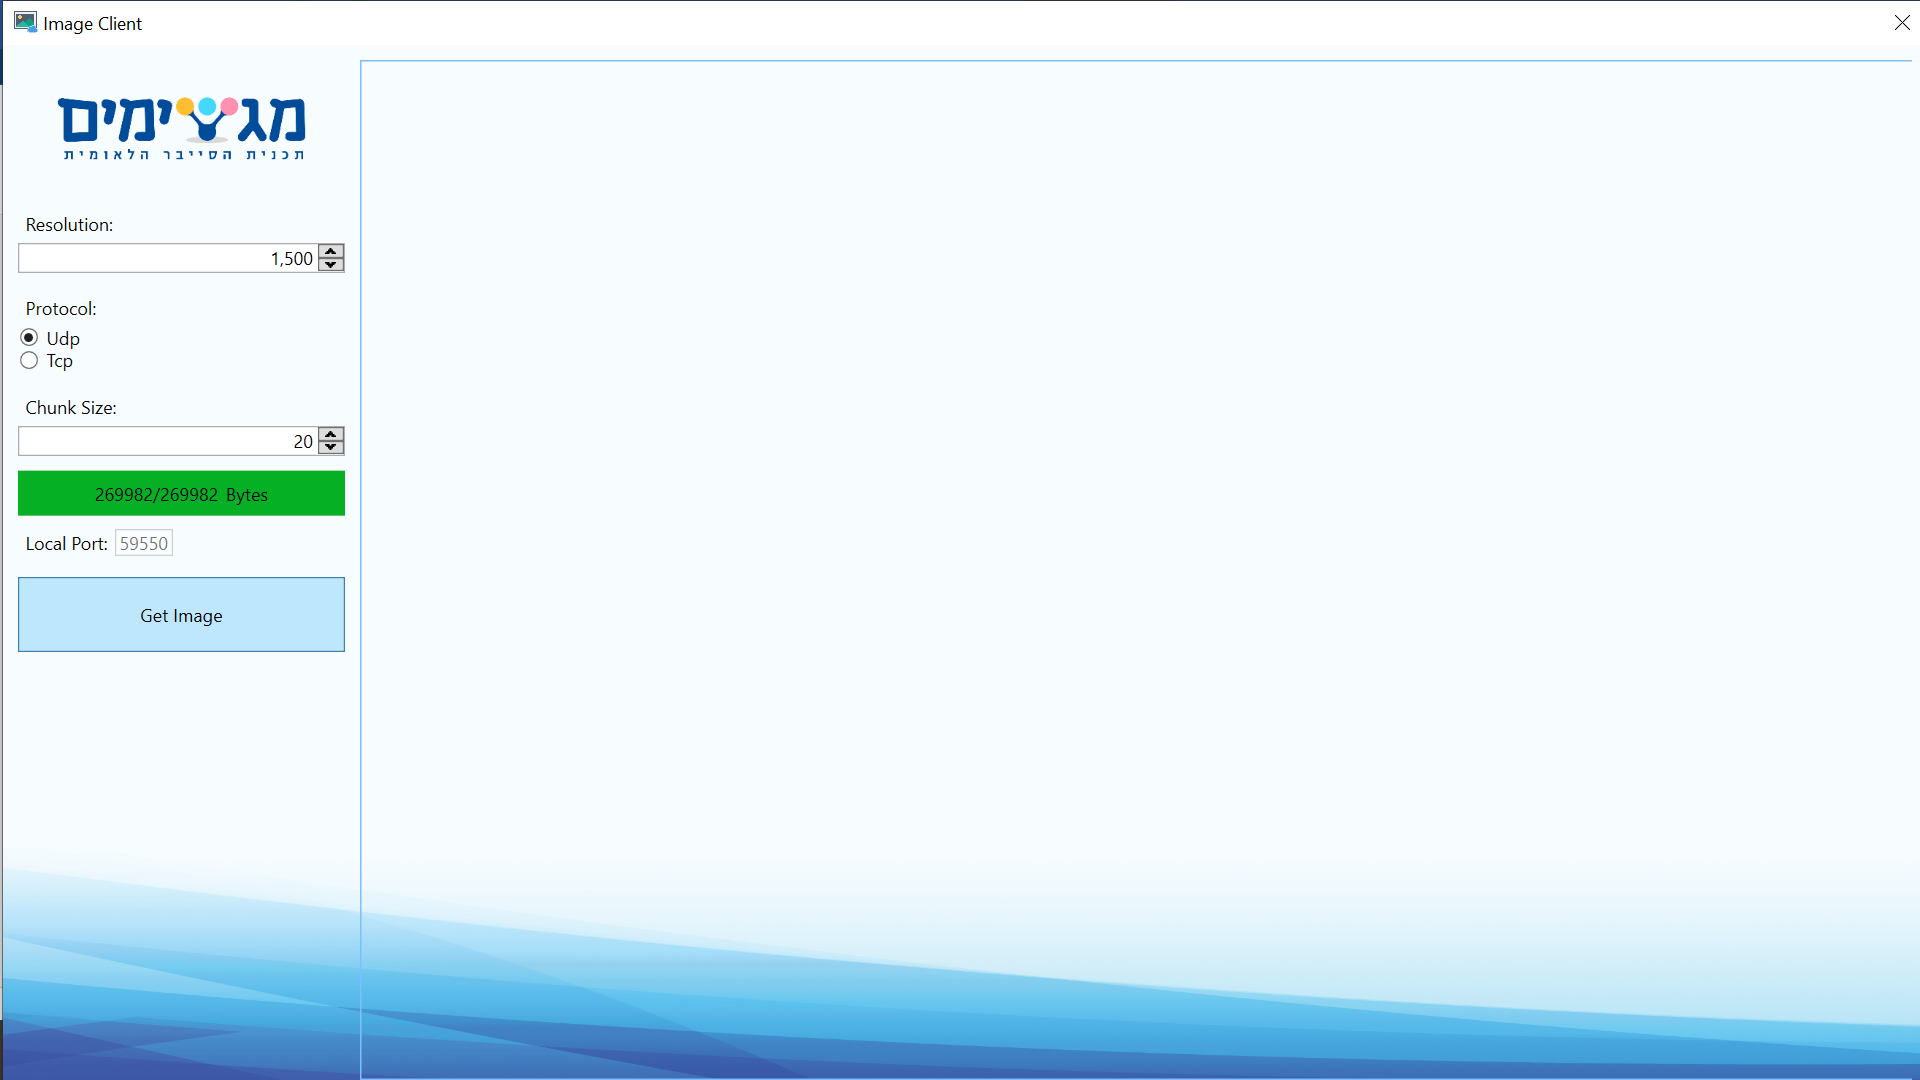 Image Client
מגשימים
תכנית הסייבר הלאומית
Resolution:
1,500
Protocol:
Udp
Tcp
Chunk Size:
20
269982/269982 Bytes
Local Port: 59550
Get Image